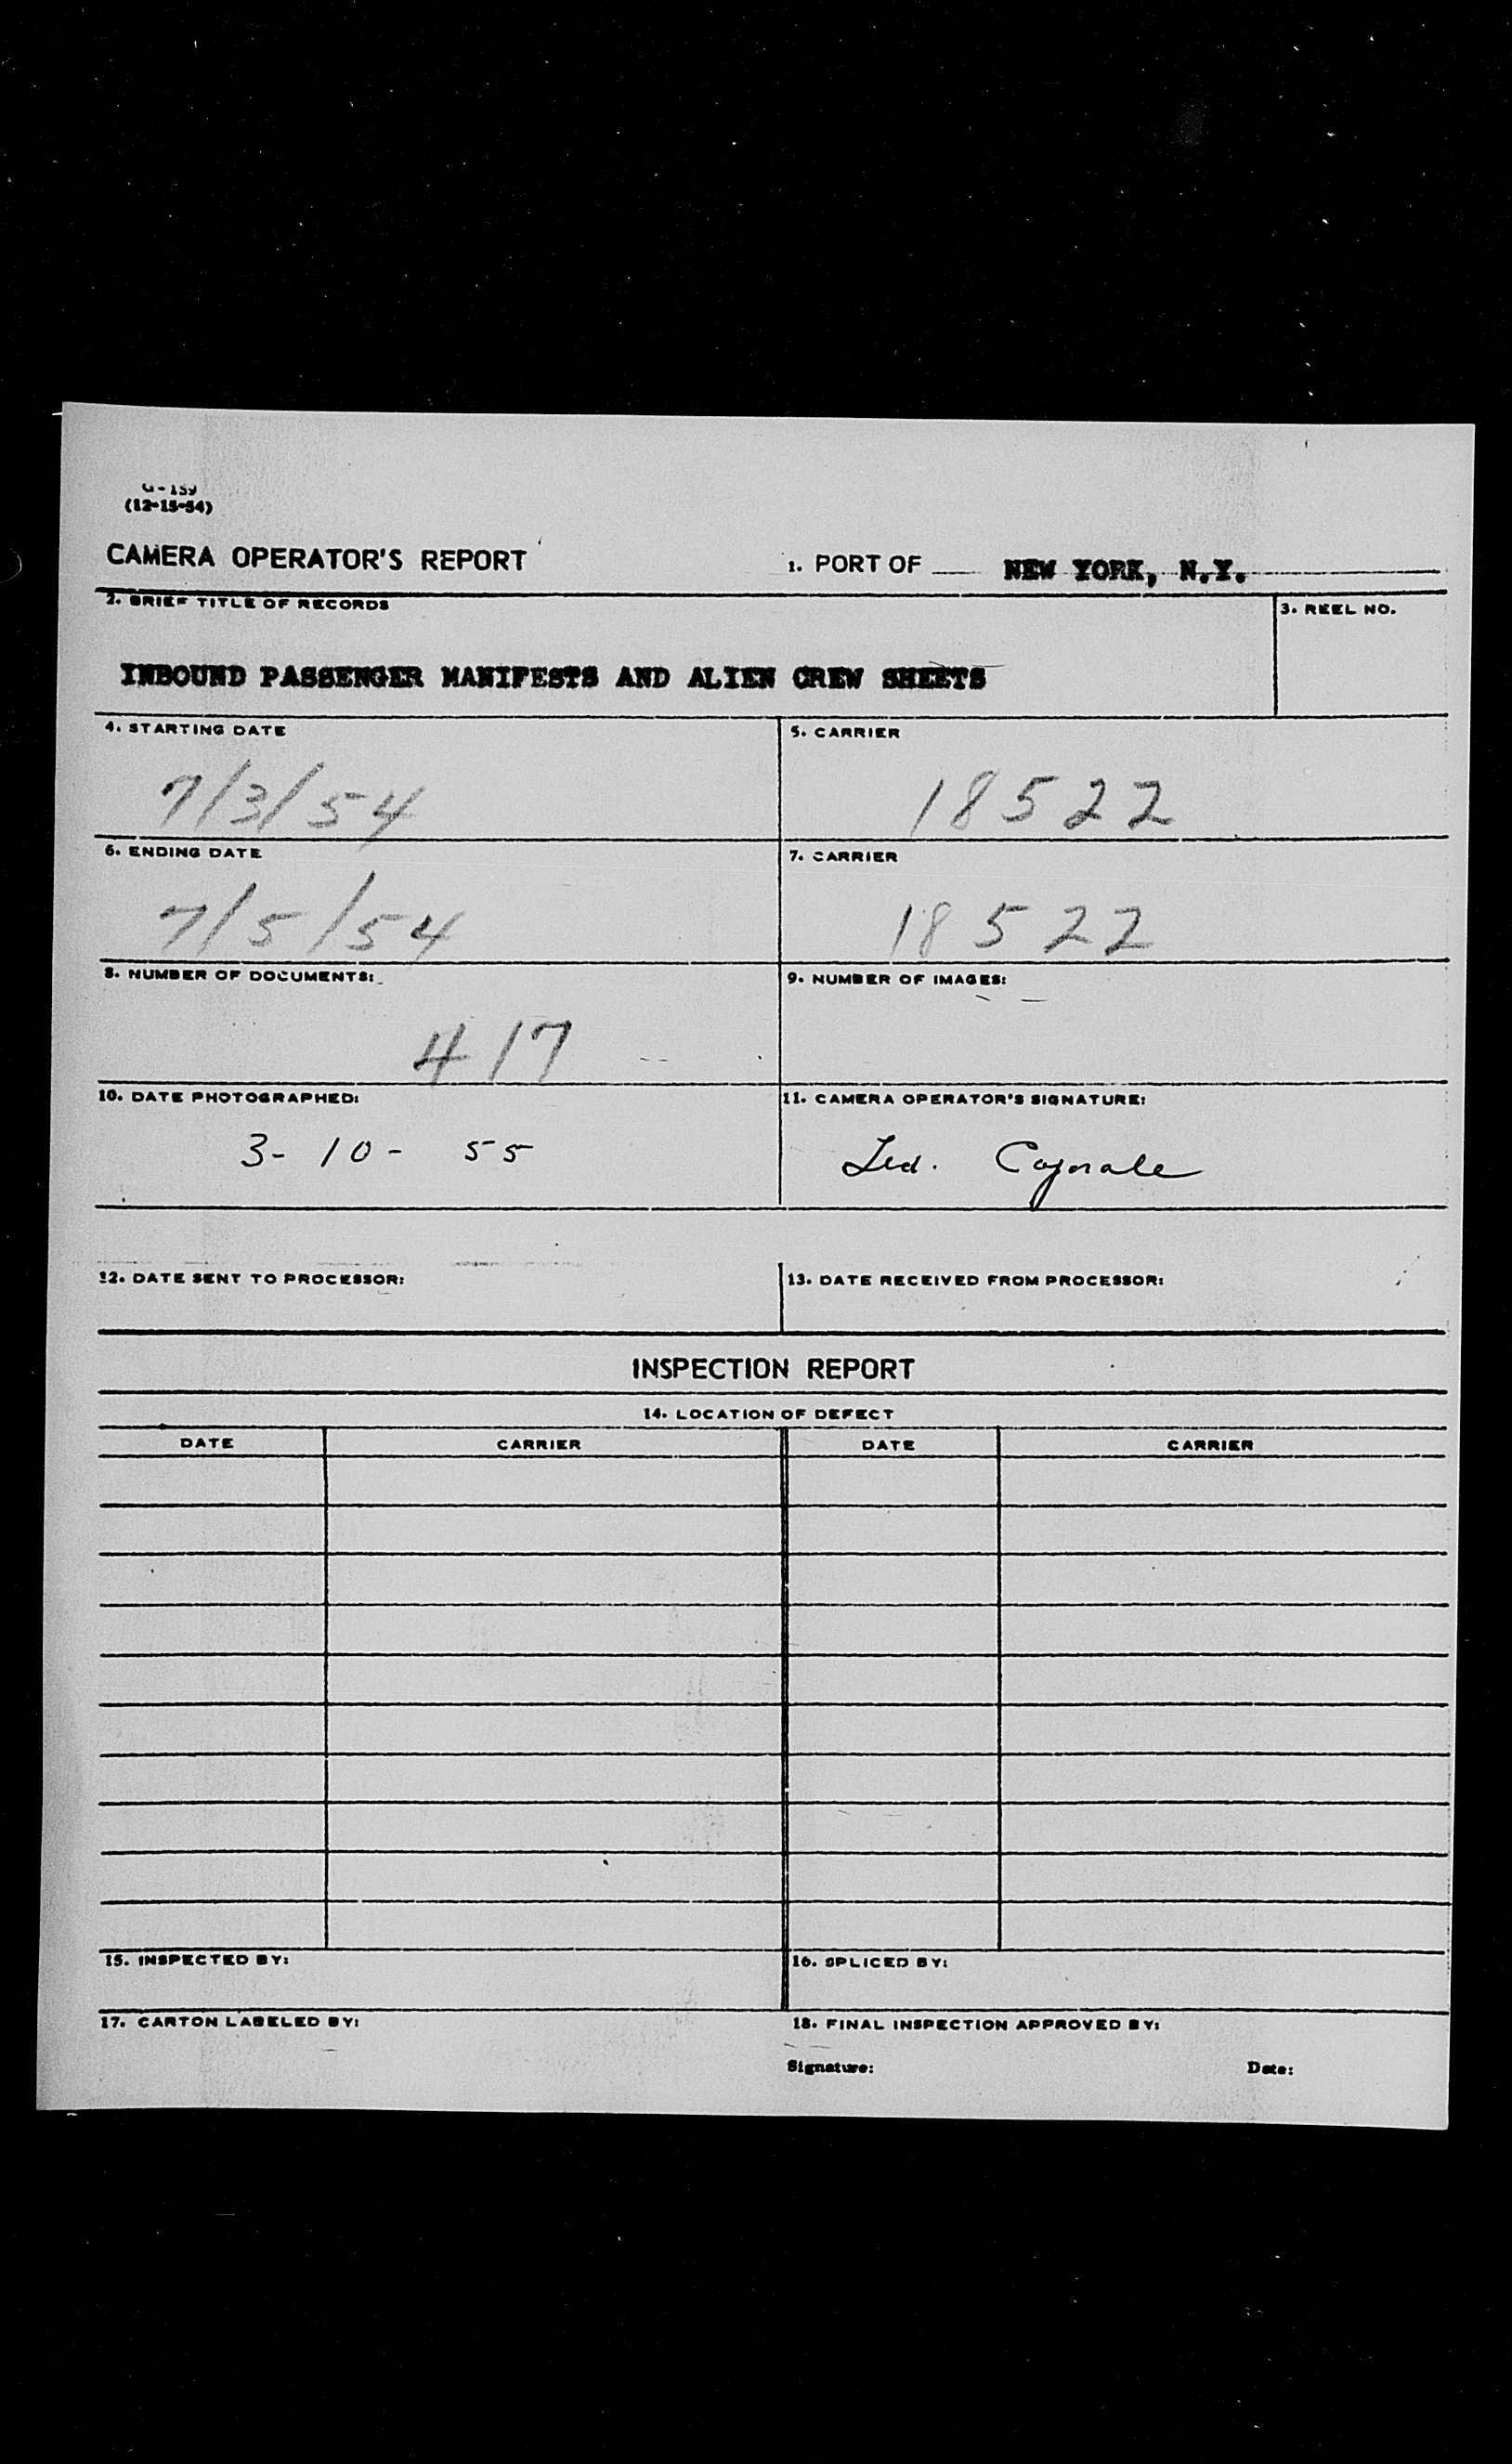 G-159
(12-15-54)
CAMERA OPERATOR'S REPORT
1. PORT OF NEW YORK, N.Y.
2. BRIEF TITLE OF RECORDS
3. REEL NO.
INBOUND PASSENGER MANIFESTS AND ALIEN CREW SHEETS
4. STARTING DATE
5. CARRIER
7/3/54
18522
6. ENDING DATE
7. CARRIER
7/5/54
18522
8. NUMBER OF DOCUMENTS:
9. NUMBER OF IMAGES:
417
10. DATE PHOTOGRAPHED:
11. CAMERA OPERATOR'S SIGNATURE:
3-10-55
12. DATE SENT TO PROCESSOR:
13. DATE RECEIVED FROM PROCESSOR:
INSPECTION REPORT
14. LOCATION OF DEFECT
DATE CARRIER DATE CARRIER
15. INSPECTED BY:
16. SPLICED BY:
17. CARTON LABELED BY:
18. FINAL INSPECTION APPROVED BY:
Signature: Date: